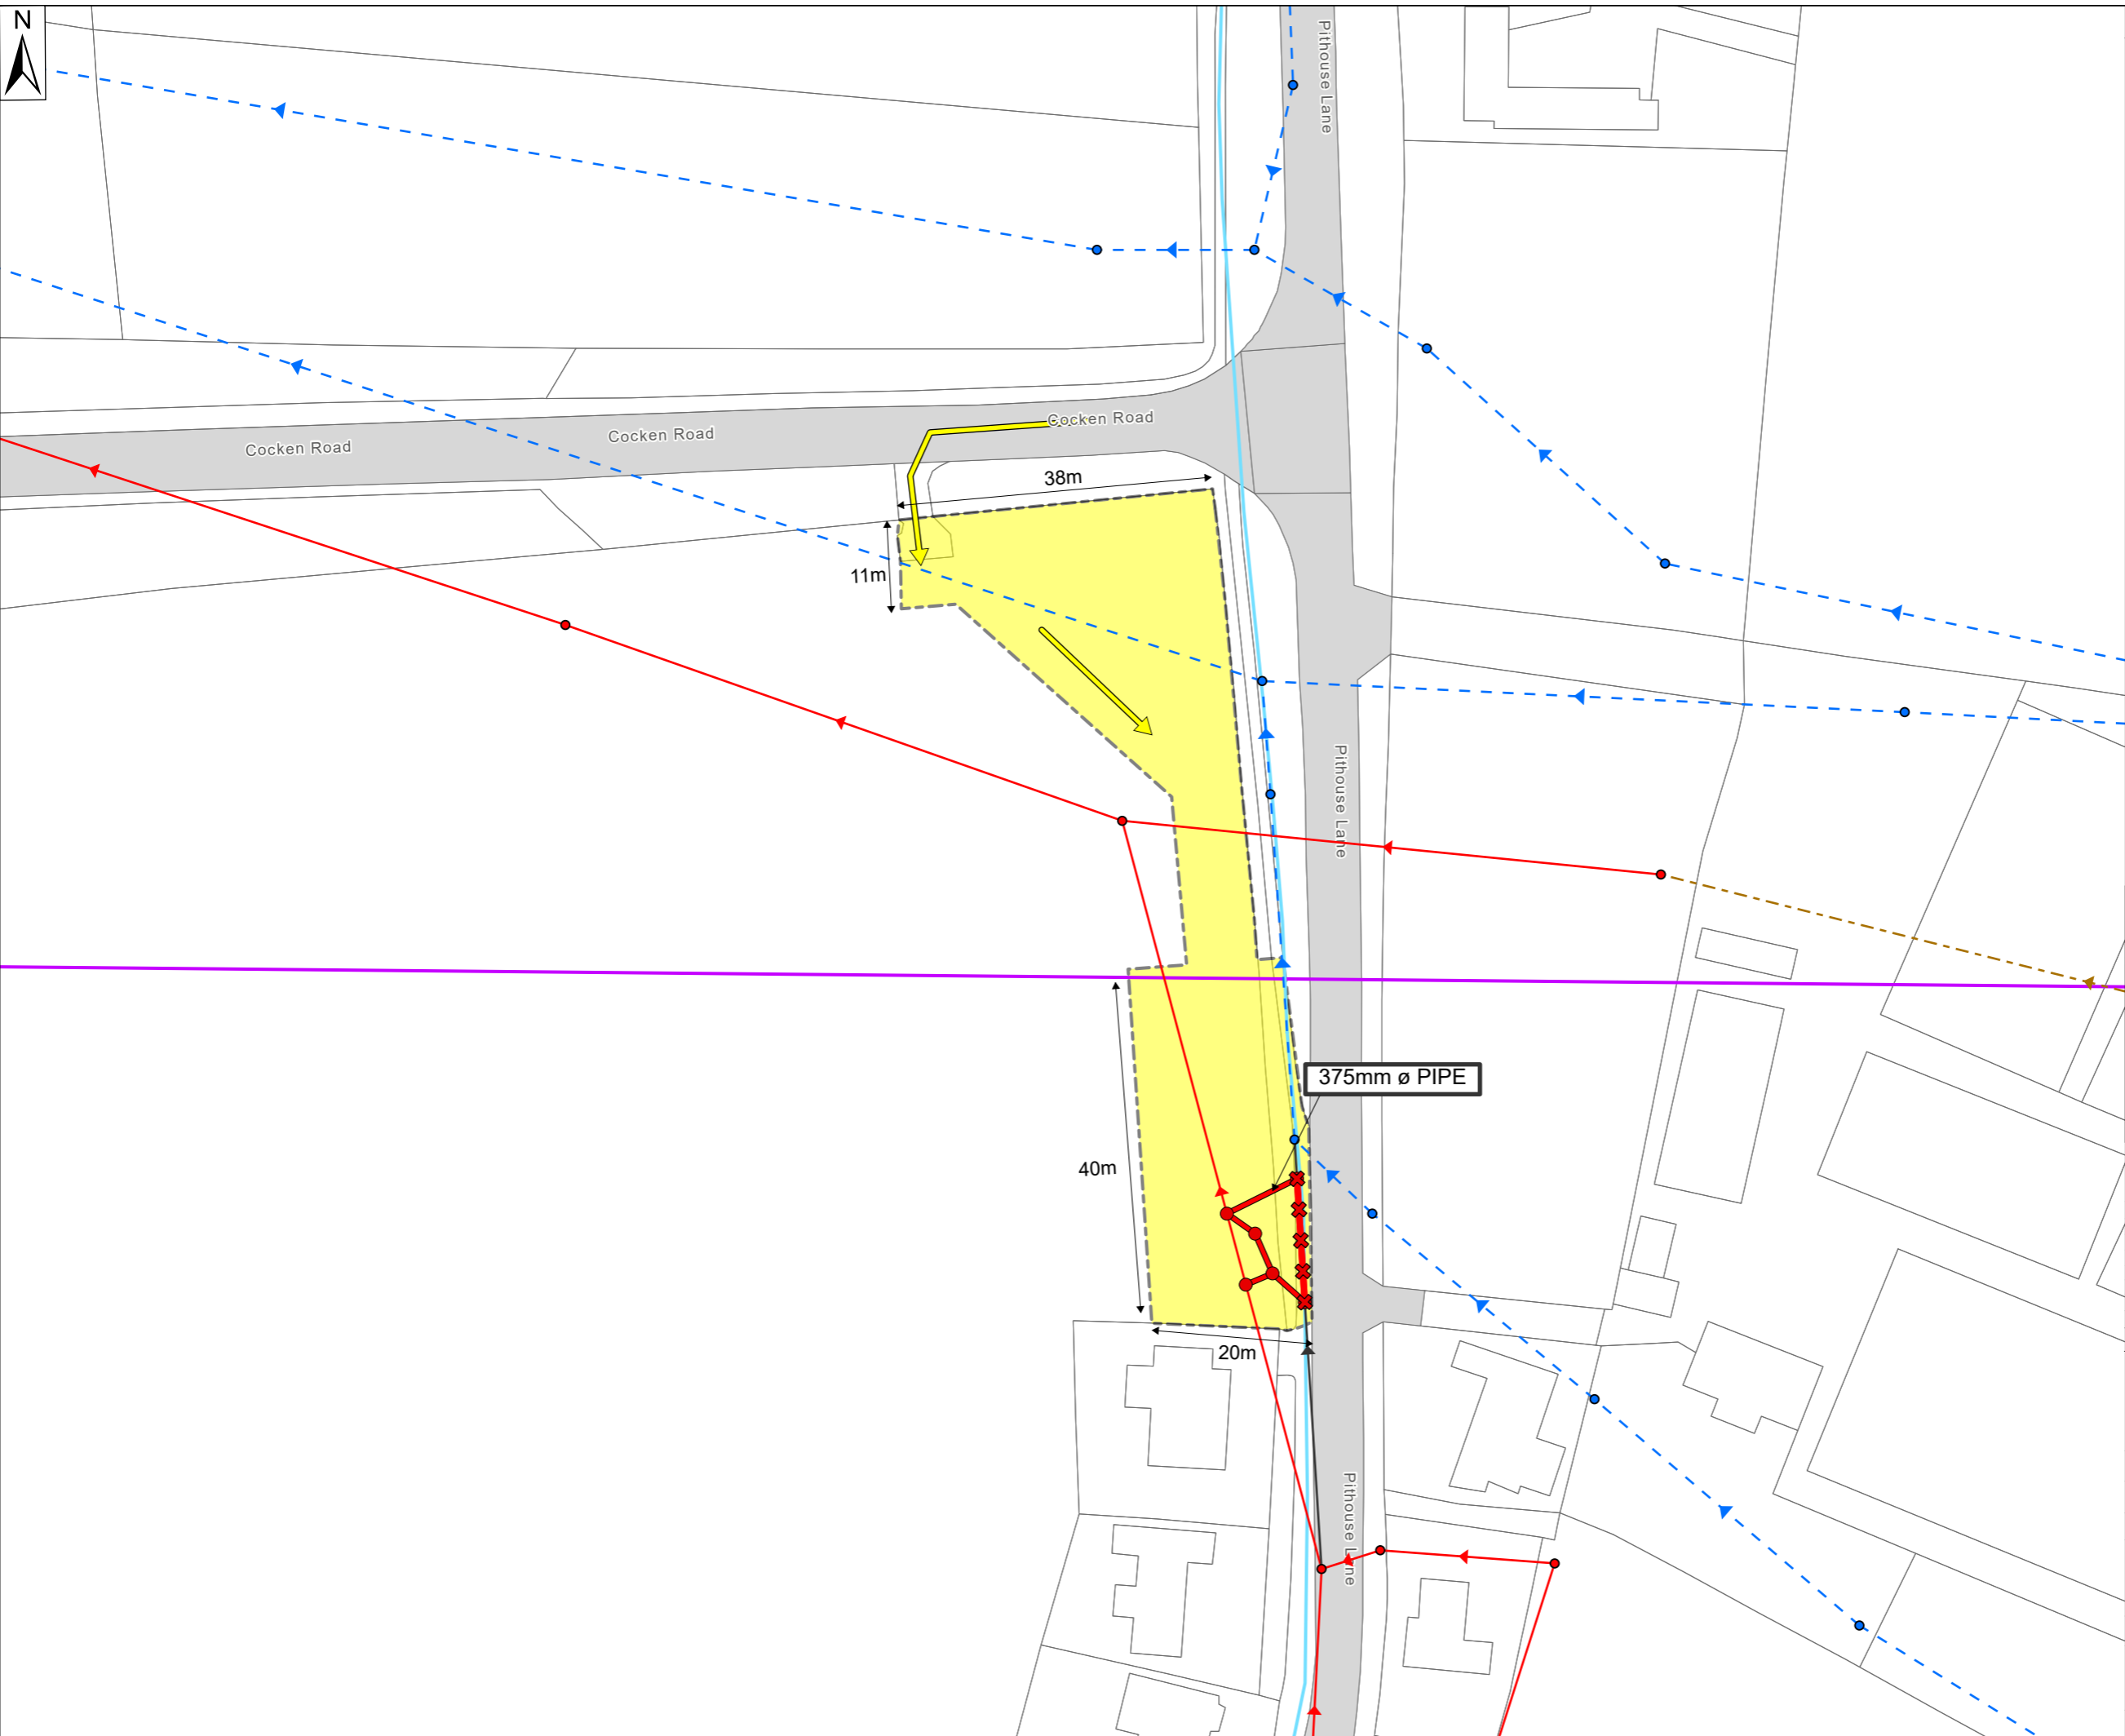 N
Pithouse Lane
Cocken Road
Cocken Road
Cocken Road
38m
11m
Pithouse Lane
375mm ø PIPE
40m
20m
Pithouse Lane